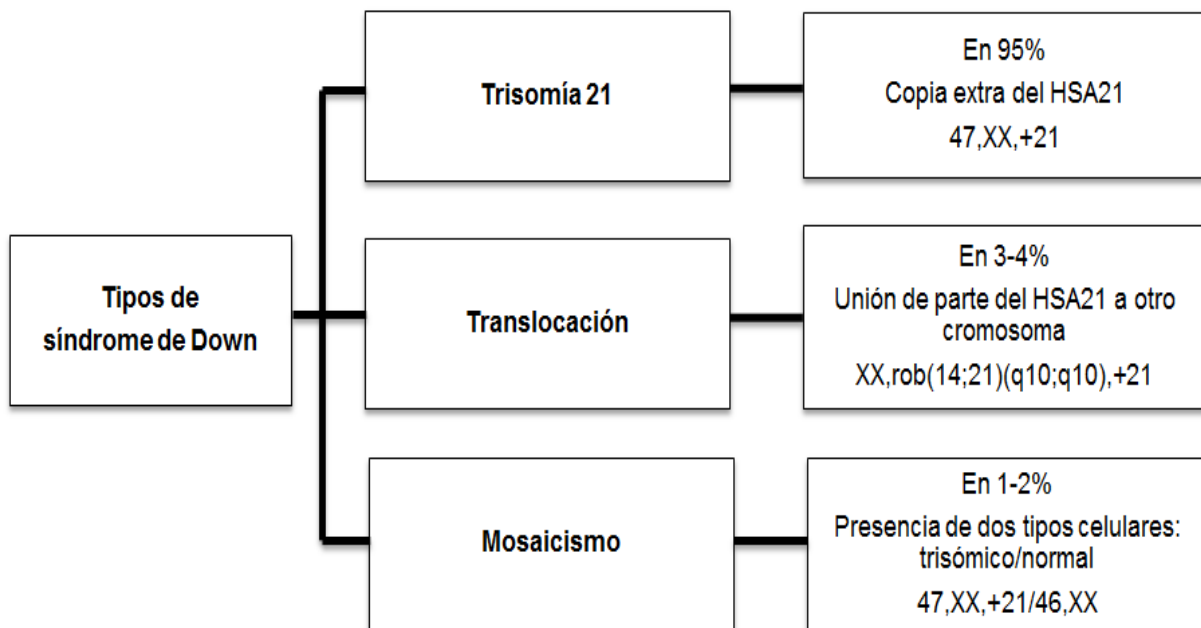 Tipos de
síndrome de Down
Trisomía 21
En 95%
Copia extra del HSA21
47,XX,+21
Translocación
En 3-4%
Unión de parte del HSA21 a otro
cromosoma
XX,rob(14;21)(q10;q10),+21
Mosaicismo
En 1-2%
Presencia de dos tipos celulares:
trisómico/normal
47,XX,+21/46,XX